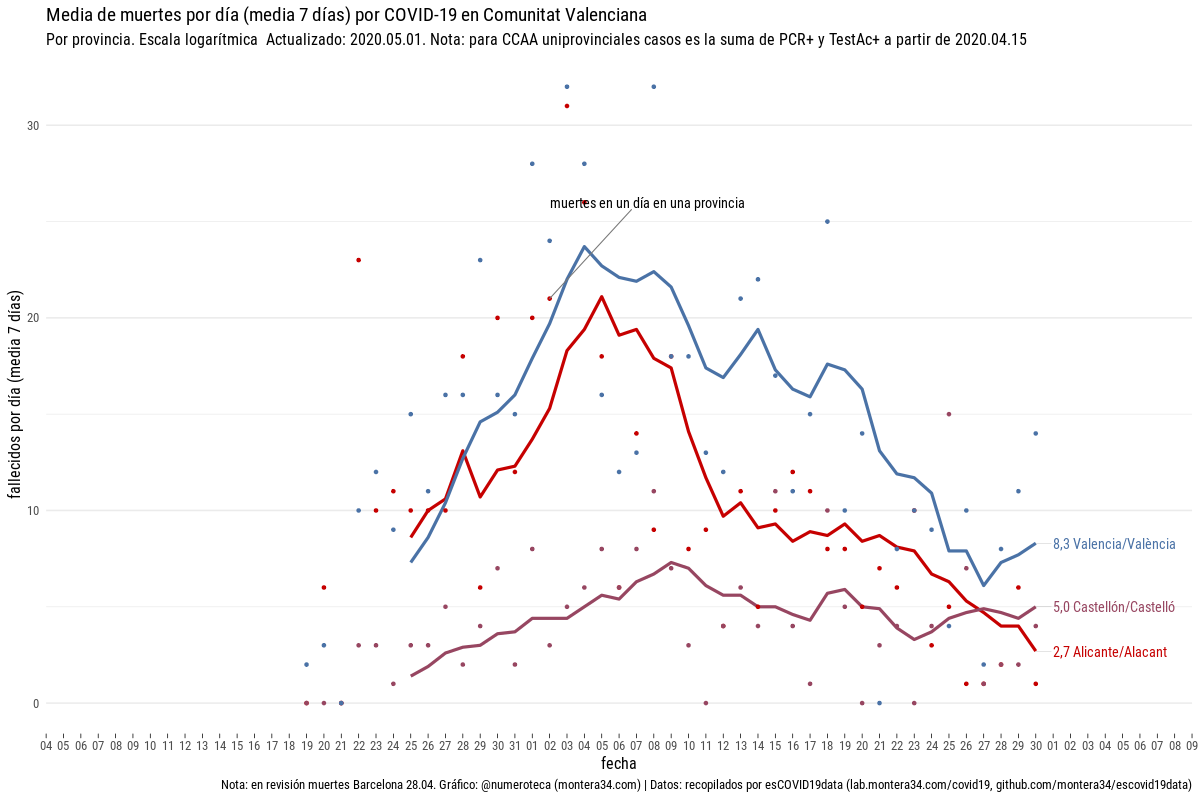 Media de muertes por día (media 7 días) por COVID-19 en Comunitat Valenciana
Por provincia. Escala logarítmica  Actualizado: 2020.05.01. Nota: para CCAA uniprovinciales casos es la suma de PCR+ y TestAc+ a partir de 2020.04.15
fallecidos por día (media 7 días)
30
20
10
0
muertes en un día en una provincia
8,3 Valencia/València
5,0 Castellón/Castelló
2,7 Alicante/Alacant
04 05 06 07 08 09 10 11 12 13 14 15 16 17 18 19 20 21 22 23 24 25 26 27 28 29 30 31 01 02 03 04 05 06 07 08 09 10 11 12 13 14 15 16 17 18 19 20 21 22 23 24 25 26 27 28 29 30 01 02 03 04 05 06 07 08 09
fecha
Nota: en revisión muertes Barcelona 28.04. Gráfico: @numeroteca (montera34.com) | Datos: recopilados por esCOVID19data (lab.montera34.com/covid19, github.com/montera34/escovid19data)